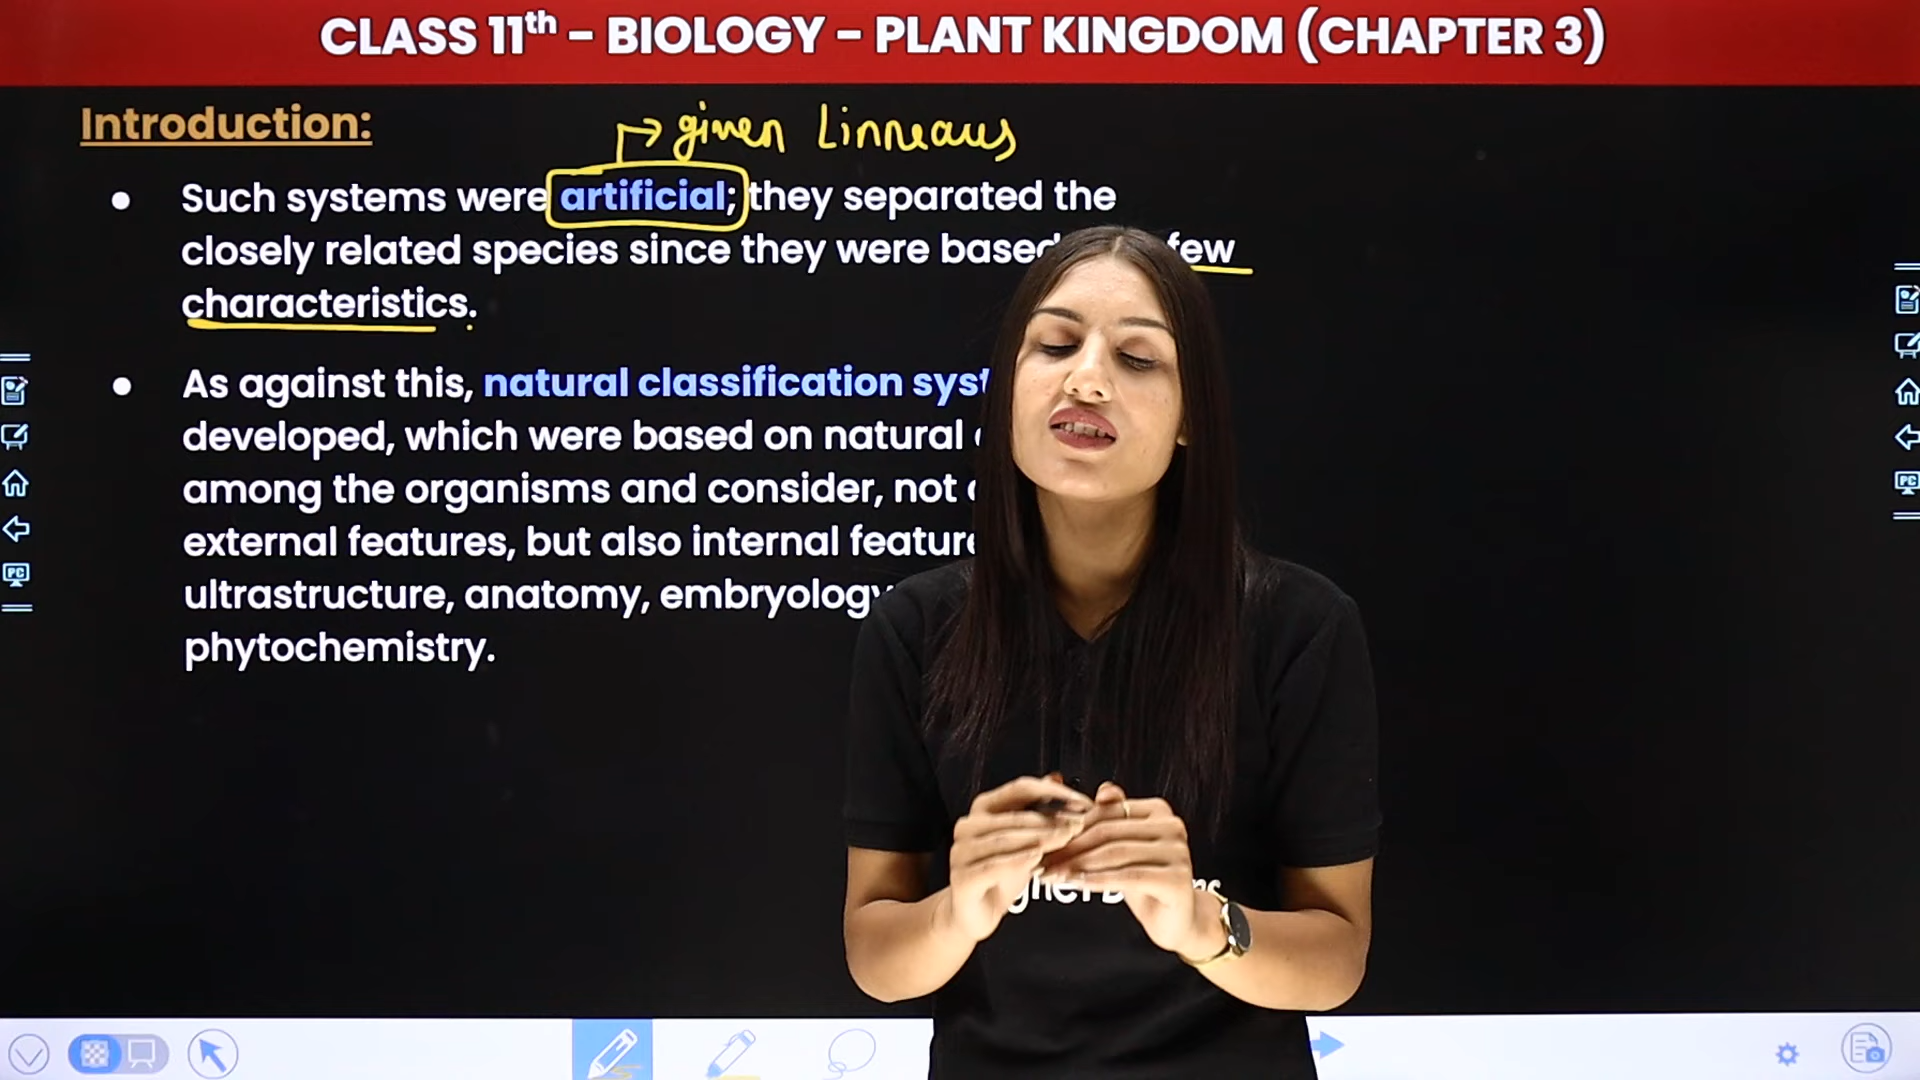 CLASS 11th – BIOLOGY – PLANT KINGDOM (CHAPTER 3)
Introduction:
given Linneaus
Such systems were artificial; they separated the
closely related species since they were based few
characteristics.
As against this, natural classification
developed, which were based on natural
among the organisms and consider, not
external features, but also internal
ultrastructure, anatomy, embryology
phytochemistry.
PC
PC